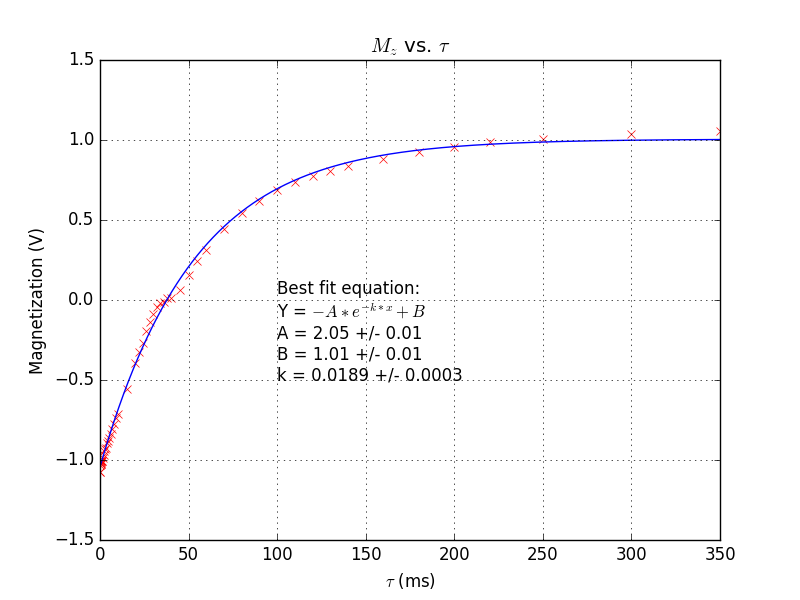 M_z vs. τ
1.5
1.0
0.5
0.0
−0.5
−1.0
−1.5
Magnetization (V)
Best fit equation:
Y = −A∗e^{−k∗x}+B
A = 2.05 +/- 0.01
B = 1.01 +/- 0.01
k = 0.0189 +/- 0.0003
0 50 100 150 200 250 300 350
τ (ms)